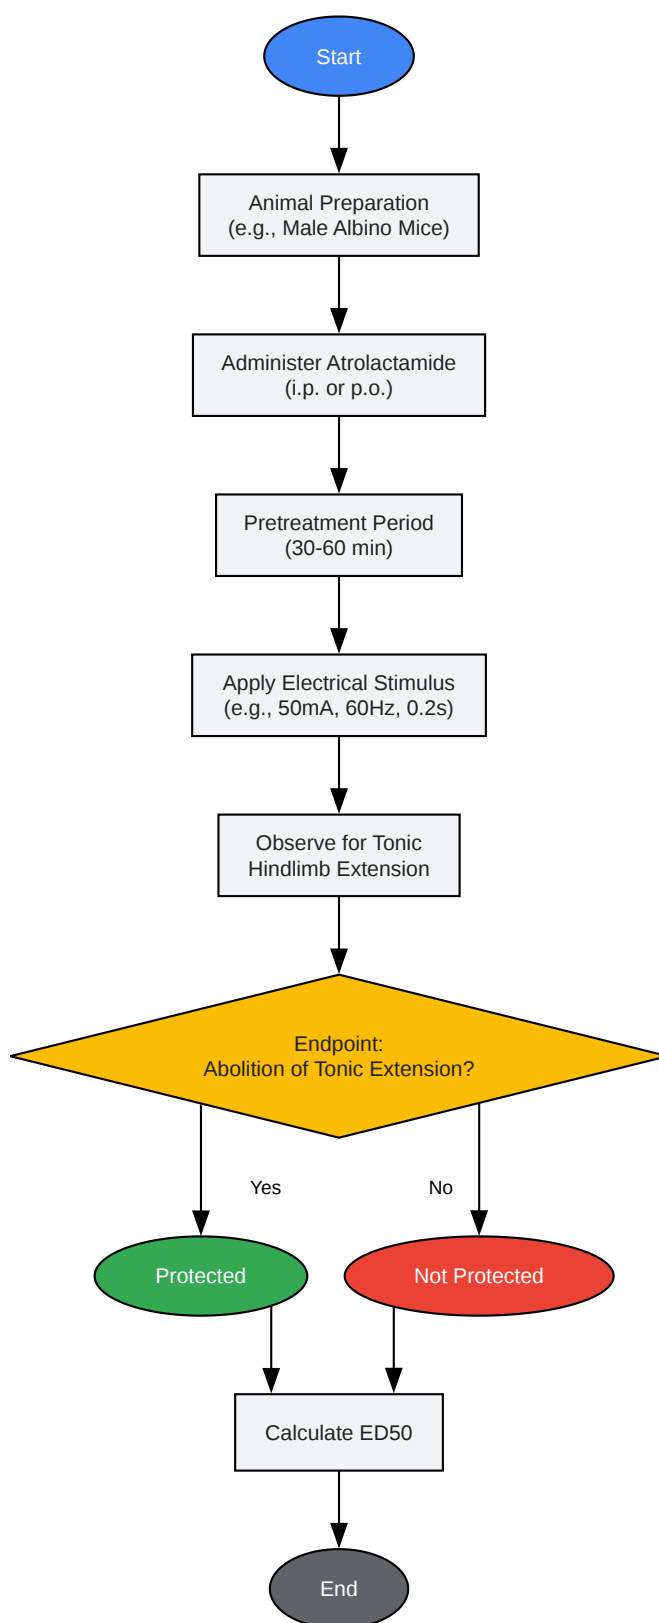 Start
Animal Preparation
(e.g., Male Albino Mice)
Administer Atrolactamide
(i.p. or p.o.)
Pretreatment Period
(30-60 min)
Apply Electrical Stimulus
(e.g., 50mA, 60Hz, 0.2s)
Observe for Tonic
Hindlimb Extension
Endpoint:
Abolition of Tonic Extension?
Yes
No
Protected
Not Protected
Calculate ED50
End